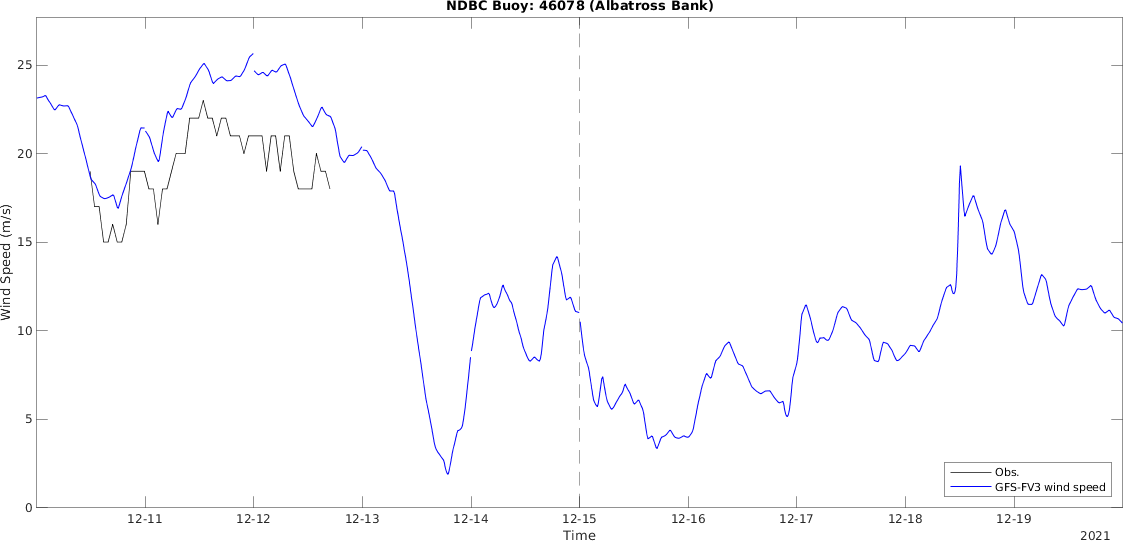 NDBC Buoy: 46078 (Albatross Bank)
Wind Speed (m/s)
25
20
15
10
5
0
12-11 12-12 12-13 12-14 12-15 12-16 12-17 12-18 12-19
Time
2021
Obs.
GFS-FV3 wind speed